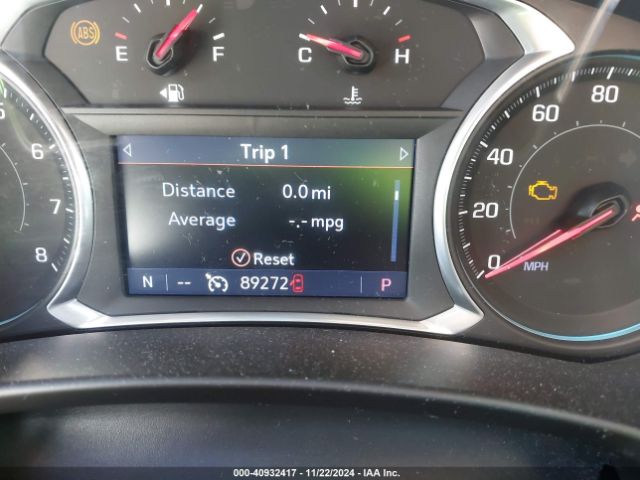 ABS
E F
C H
Trip 1
Distance 0.0 mi
Average -.- mpg
Reset
N -- 89272 P
6
7
8
0
20
40
60
80
MPH
000-40932417 - 11/22/2024 - IAA Inc.